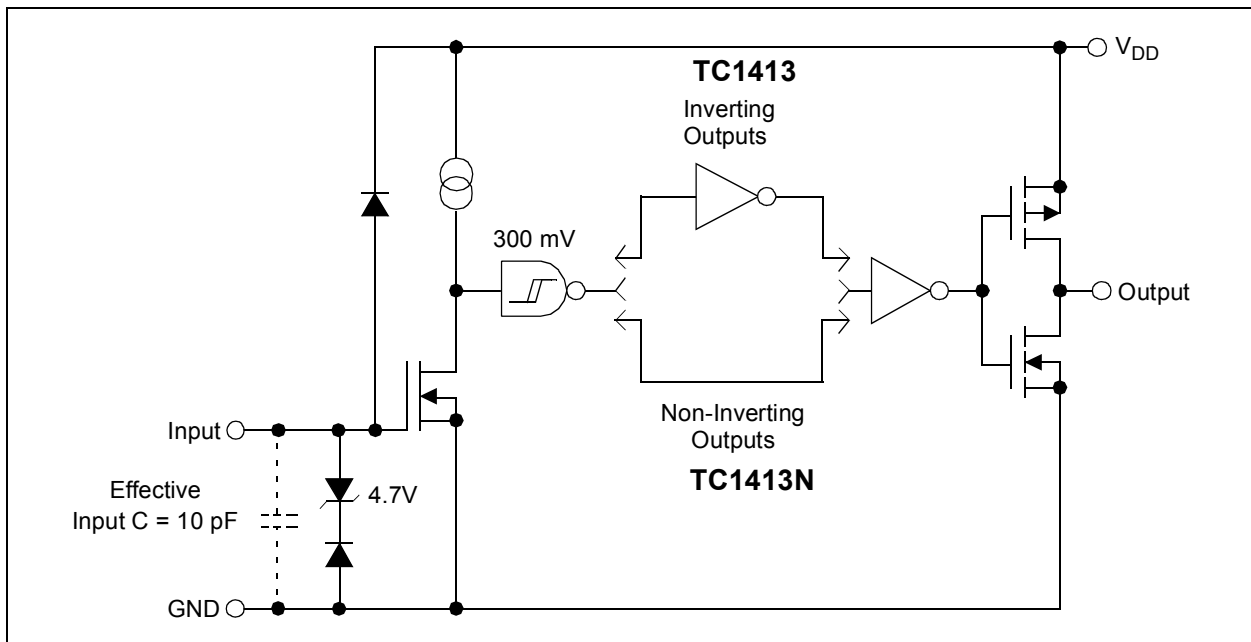 V_DD
TC1413
Inverting
Outputs
300 mV
Output
Input
Non-Inverting
Outputs
TC1413N
4.7V
Effective
Input C = 10 pF
GND